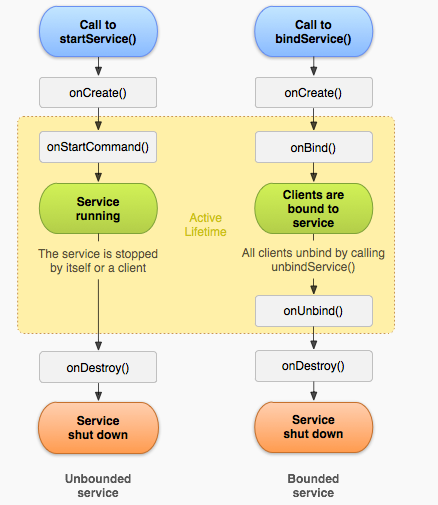 Call to
startService()
onCreate()
onStartCommand()
Service
running
The service is stopped
by itself or a client
onDestroy()
Service
shut down
Unbounded
service
Active
Lifetime
Call to
bindService()
onCreate()
onBind()
Clients are
bound to
service
All clients unbind by calling
unbindService()
onUnbind()
onDestroy()
Service
shut down
Bounded
service